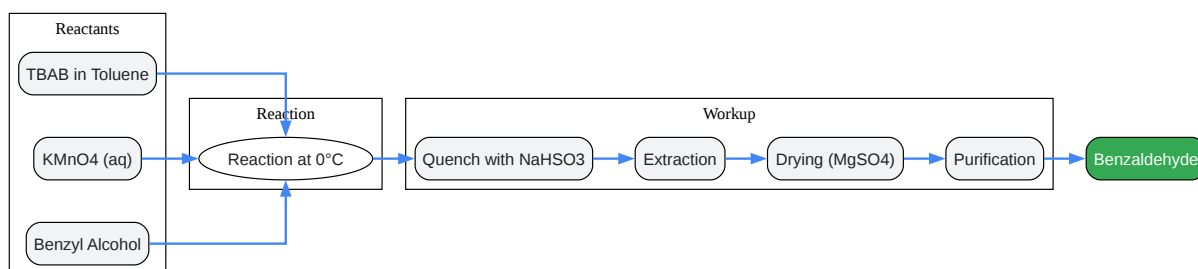 Reactants
TBAB in Toluene
KMnO4 (aq)
Benzyl Alcohol
Reaction
Reaction at 0°C
Workup
Quench with NaHSO3
Extraction
Drying (MgSO4)
Purification
Benzaldehyde